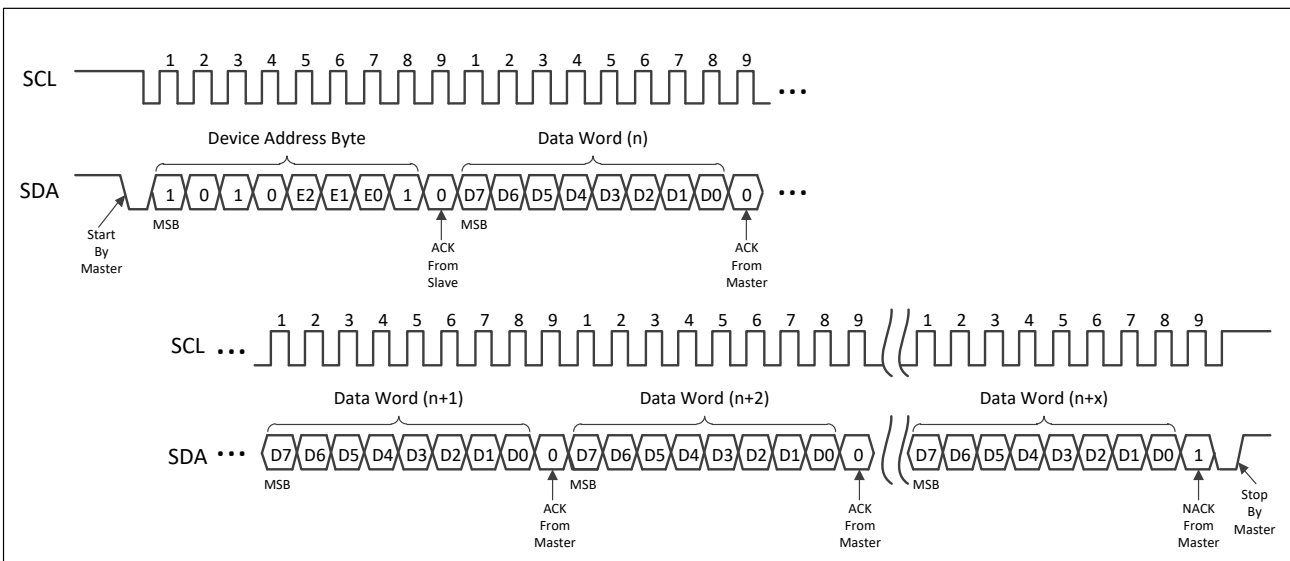 1 2 3 4 5 6 7 8 9 1 2 3 4 5 6 7 8 9
SCL ...
Device Address Byte Data Word (n)
SDA 1 0 1 0 E2 E1 E0 1 0 D7 D6 D5 D4 D3 D2 D1 D0 0 ...
MSB MSB
Start
By
Master
ACK
From
Slave
ACK
From
Master
1 2 3 4 5 6 7 8 9 1 2 3 4 5 6 7 8 9 1 2 3 4 5 6 7 8 9
SCL ...
Data Word (n+1) Data Word (n+2) Data Word (n+x)
SDA ... D7 D6 D5 D4 D3 D2 D1 D0 0 D7 D6 D5 D4 D3 D2 D1 D0 0 D7 D6 D5 D4 D3 D2 D1 D0 1
MSB MSB MSB
ACK
From
Master
ACK
From
Master
NACK
From
Master
Stop
By
Master